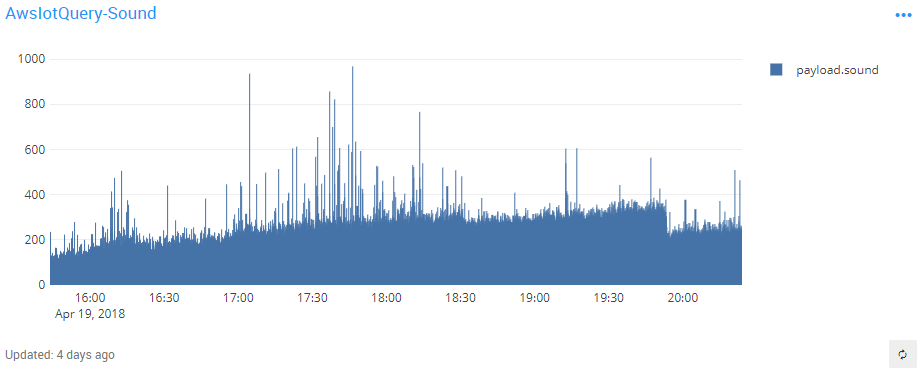 AwsIotQuery-Sound
1000
800
600
400
200
0
16:00 16:30 17:00 17:30 18:00 18:30 19:00 19:30 20:00
Apr 19, 2018
payload.sound
Updated: 4 days ago